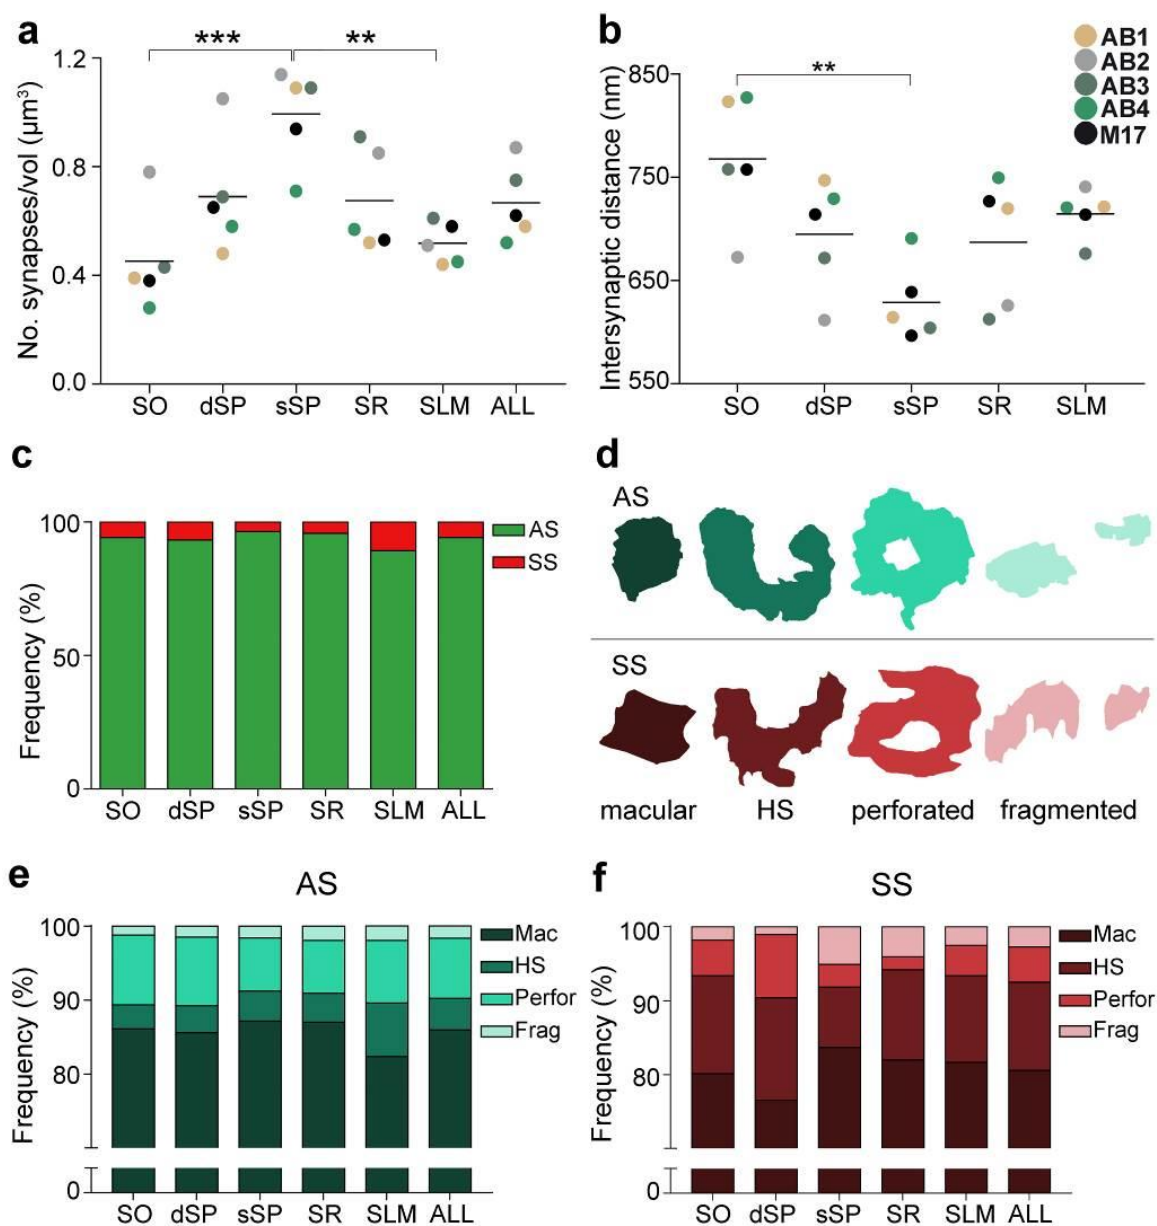 a
No. synapses/vol (µm³)
1.2
0.8
0.4
0.0
***
**
SO dSP sSP SR SLM ALL
b
Intersynaptic distance (nm)
850
750
650
550
**
AB1
AB2
AB3
AB4
M17
SO dSP sSP SR SLM
c
Frequency (%)
100
50
0
AS
SS
SO dSP sSP SR SLM ALL
d
AS
SS
macular HS perforated fragmented
e
AS
Frequency (%)
100
90
80
0
Mac
HS
Perfor
Frag
SO dSP sSP SR SLM ALL
f
SS
Frequency (%)
100
90
80
0
Mac
HS
Perfor
Frag
SO dSP sSP SR SLM ALL